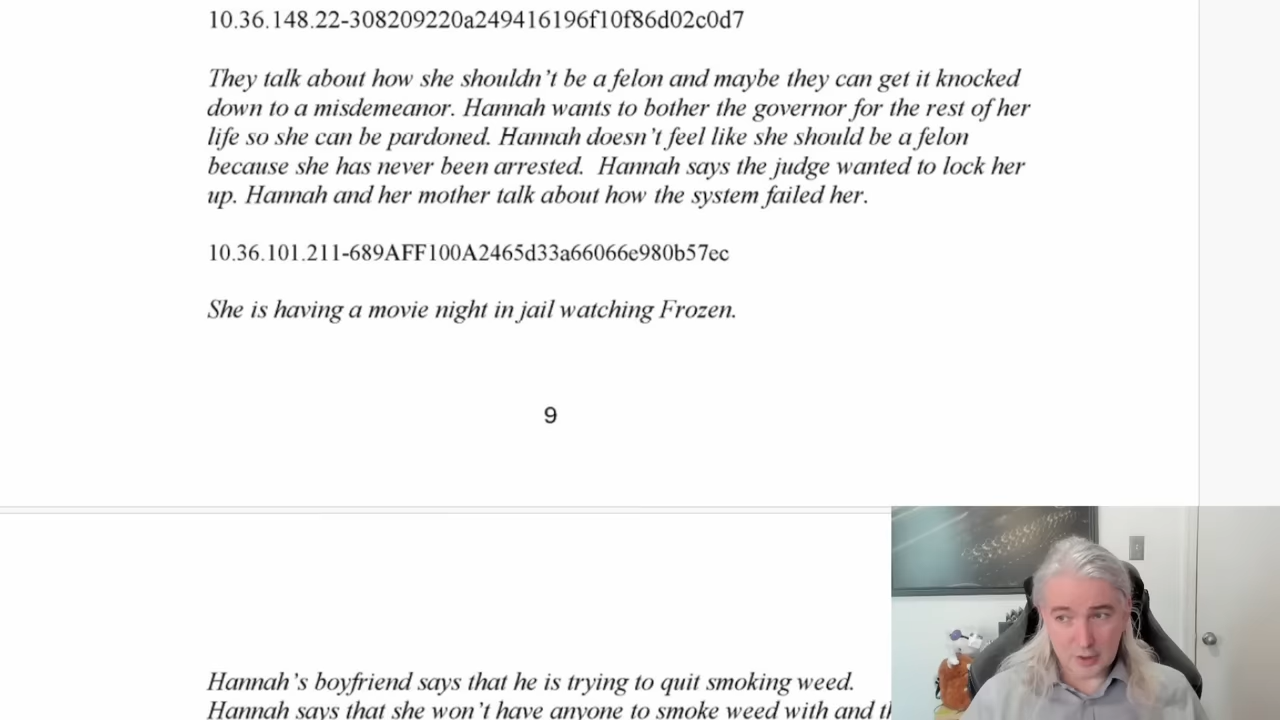 10.36.148.22-308209220a249416196f10f86d02c0d7
They talk about how she shouldn’t be a felon and maybe they can get it knocked
down to a misdemeanor. Hannah wants to bother the governor for the rest of her
life so she can be pardoned. Hannah doesn’t feel like she should be a felon
because she has never been arrested.  Hannah says the judge wanted to lock her
up. Hannah and her mother talk about how the system failed her.
10.36.101.211-689AFF100A2465d33a66066e980b57ec
She is having a movie night in jail watching Frozen.
9
Hannah’s boyfriend says that he is trying to quit smoking weed.
Hannah says that she won’t have anyone to smoke weed with and